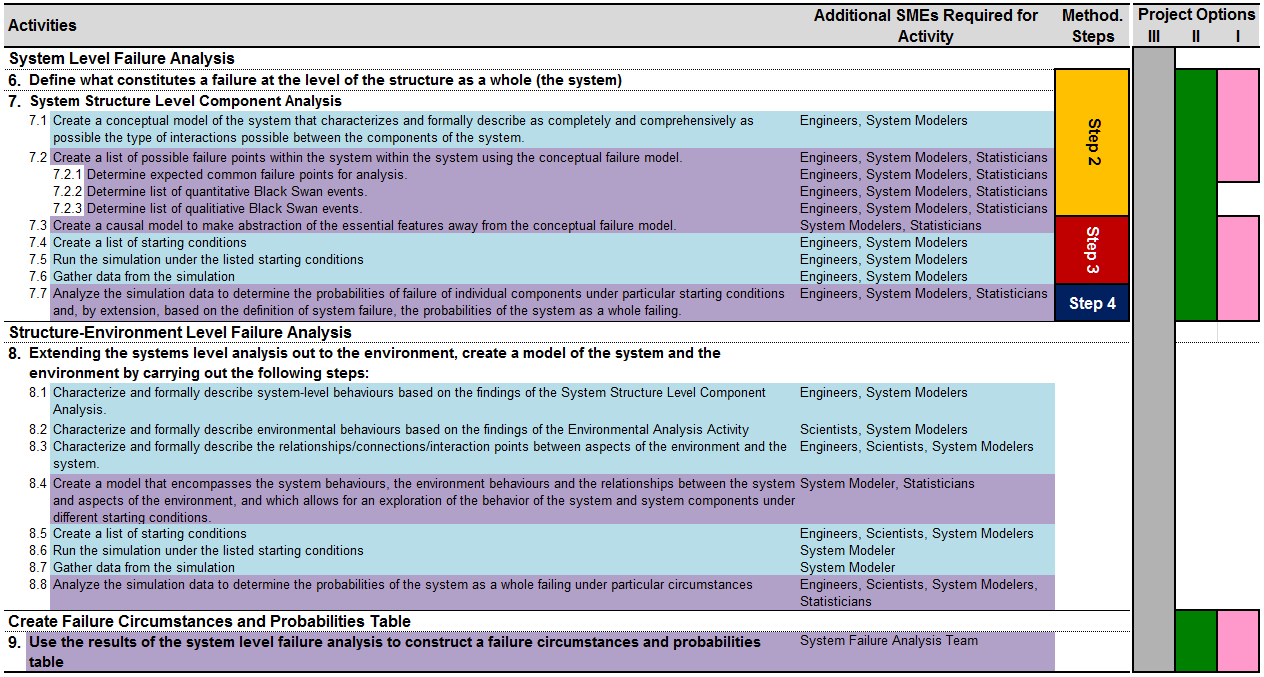 Activities
Additional SMEs Required for
Activity
Method.
Steps
Project Options
III II I
System Level Failure Analysis
6. Define what constitutes a failure at the level of the structure as a whole (the system)
7. System Structure Level Component Analysis
7.1 Create a conceptual model of the system that characterizes and formally describe as completely and comprehensively as
possible the type of interactions possible between the components of the system.
Engineers, System Modelers
7.2 Create a list of possible failure points within the system within the system using the conceptual failure model.
Engineers, System Modelers, Statisticians
7.2.1 Determine expected common failure points for analysis.
Engineers, System Modelers, Statisticians
7.2.2 Determine list of quantitative Black Swan events.
Engineers, System Modelers, Statisticians
7.2.3 Determine list of qualitiative Black Swan events.
Engineers, System Modelers, Statisticians
Step 2
7.3 Create a causal model to make abstraction of the essential features away from the conceptual failure model.
System Modelers, Statisticians
7.4 Create a list of starting conditions
Engineers, System Modelers
7.5 Run the simulation under the listed starting conditions
Engineers, System Modelers
7.6 Gather data from the simulation
Engineers, System Modelers
Step 3
7.7 Analyze the simulation data to determine the probabilities of failure of individual components under particular starting conditions
and, by extension, based on the definition of system failure, the probabilities of the system as a whole failing.
Engineers, System Modelers, Statisticians
Step 4
Structure-Environment Level Failure Analysis
8. Extending the systems level analysis out to the environment, create a model of the system and the
environment by carrying out the following steps:
8.1 Characterize and formally describe system-level behaviours based on the findings of the System Structure Level Component
Analysis.
Engineers, System Modelers
8.2 Characterize and formally describe environmental behaviours based on the findings of the Environmental Analysis Activity
Scientists, System Modelers
8.3 Characterize and formally describe the relationships/connections/interaction points between aspects of the environment and the
system.
Engineers, Scientists, System Modelers
8.4 Create a model that encompasses the system behaviours, the environment behaviours and the relationships between the system
and aspects of the environment, and which allows for an exploration of the behavior of the system and system components under
different starting conditions.
System Modeler, Statisticians
8.5 Create a list of starting conditions
Engineers, Scientists, System Modelers
8.6 Run the simulation under the listed starting conditions
System Modeler
8.7 Gather data from the simulation
System Modeler
8.8 Analyze the simulation data to determine the probabilities of the system as a whole failing under particular circumstances
Engineers, Scientists, System Modelers,
Statisticians
Create Failure Circumstances and Probabilities Table
9. Use the results of the system level failure analysis to construct a failure circumstances and probabilities
table
System Failure Analysis Team